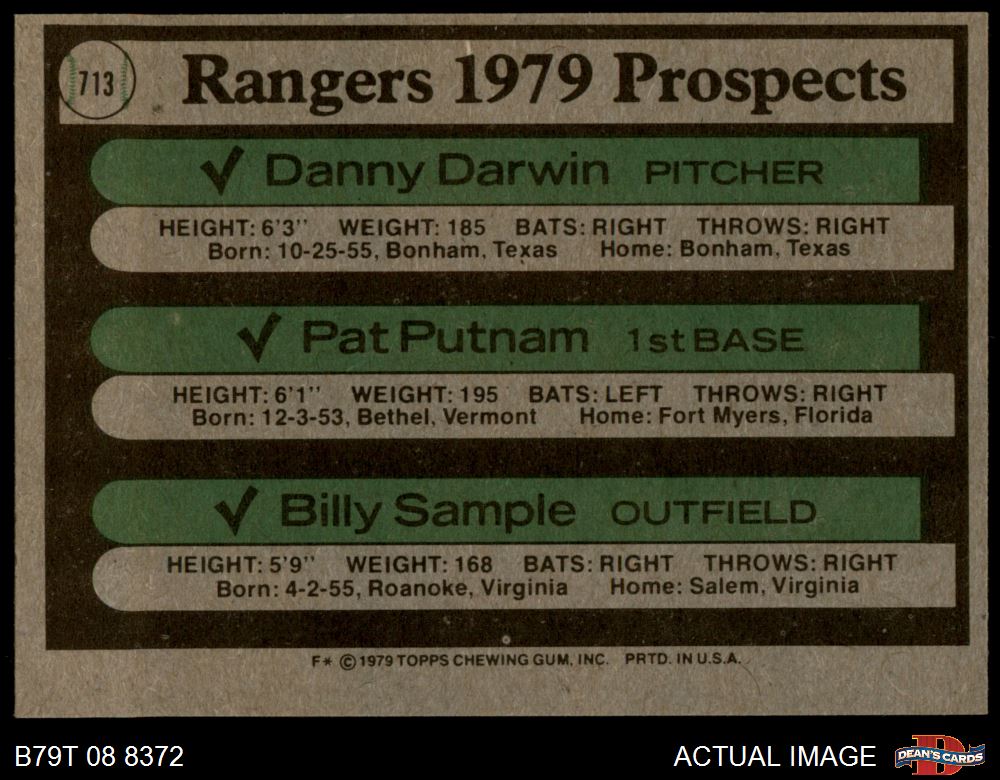 713
Rangers 1979 Prospects
✓ Danny Darwin PITCHER
HEIGHT: 6'3'' WEIGHT: 185 BATS: RIGHT THROWS: RIGHT
Born: 10-25-55, Bonham, Texas Home: Bonham, Texas
✓ Pat Putnam 1st BASE
HEIGHT: 6'1'' WEIGHT: 195 BATS: LEFT THROWS: RIGHT
Born: 12-3-53, Bethel, Vermont Home: Fort Myers, Florida
✓ Billy Sample OUTFIELD
HEIGHT: 5'9'' WEIGHT: 168 BATS: RIGHT THROWS: RIGHT
Born: 4-2-55, Roanoke, Virginia Home: Salem, Virginia
F* © 1979 TOPPS CHEWING GUM, INC. PRTD. IN U.S.A.
B79T 08 8372 ACTUAL IMAGE
D
DEAN'S CARDS